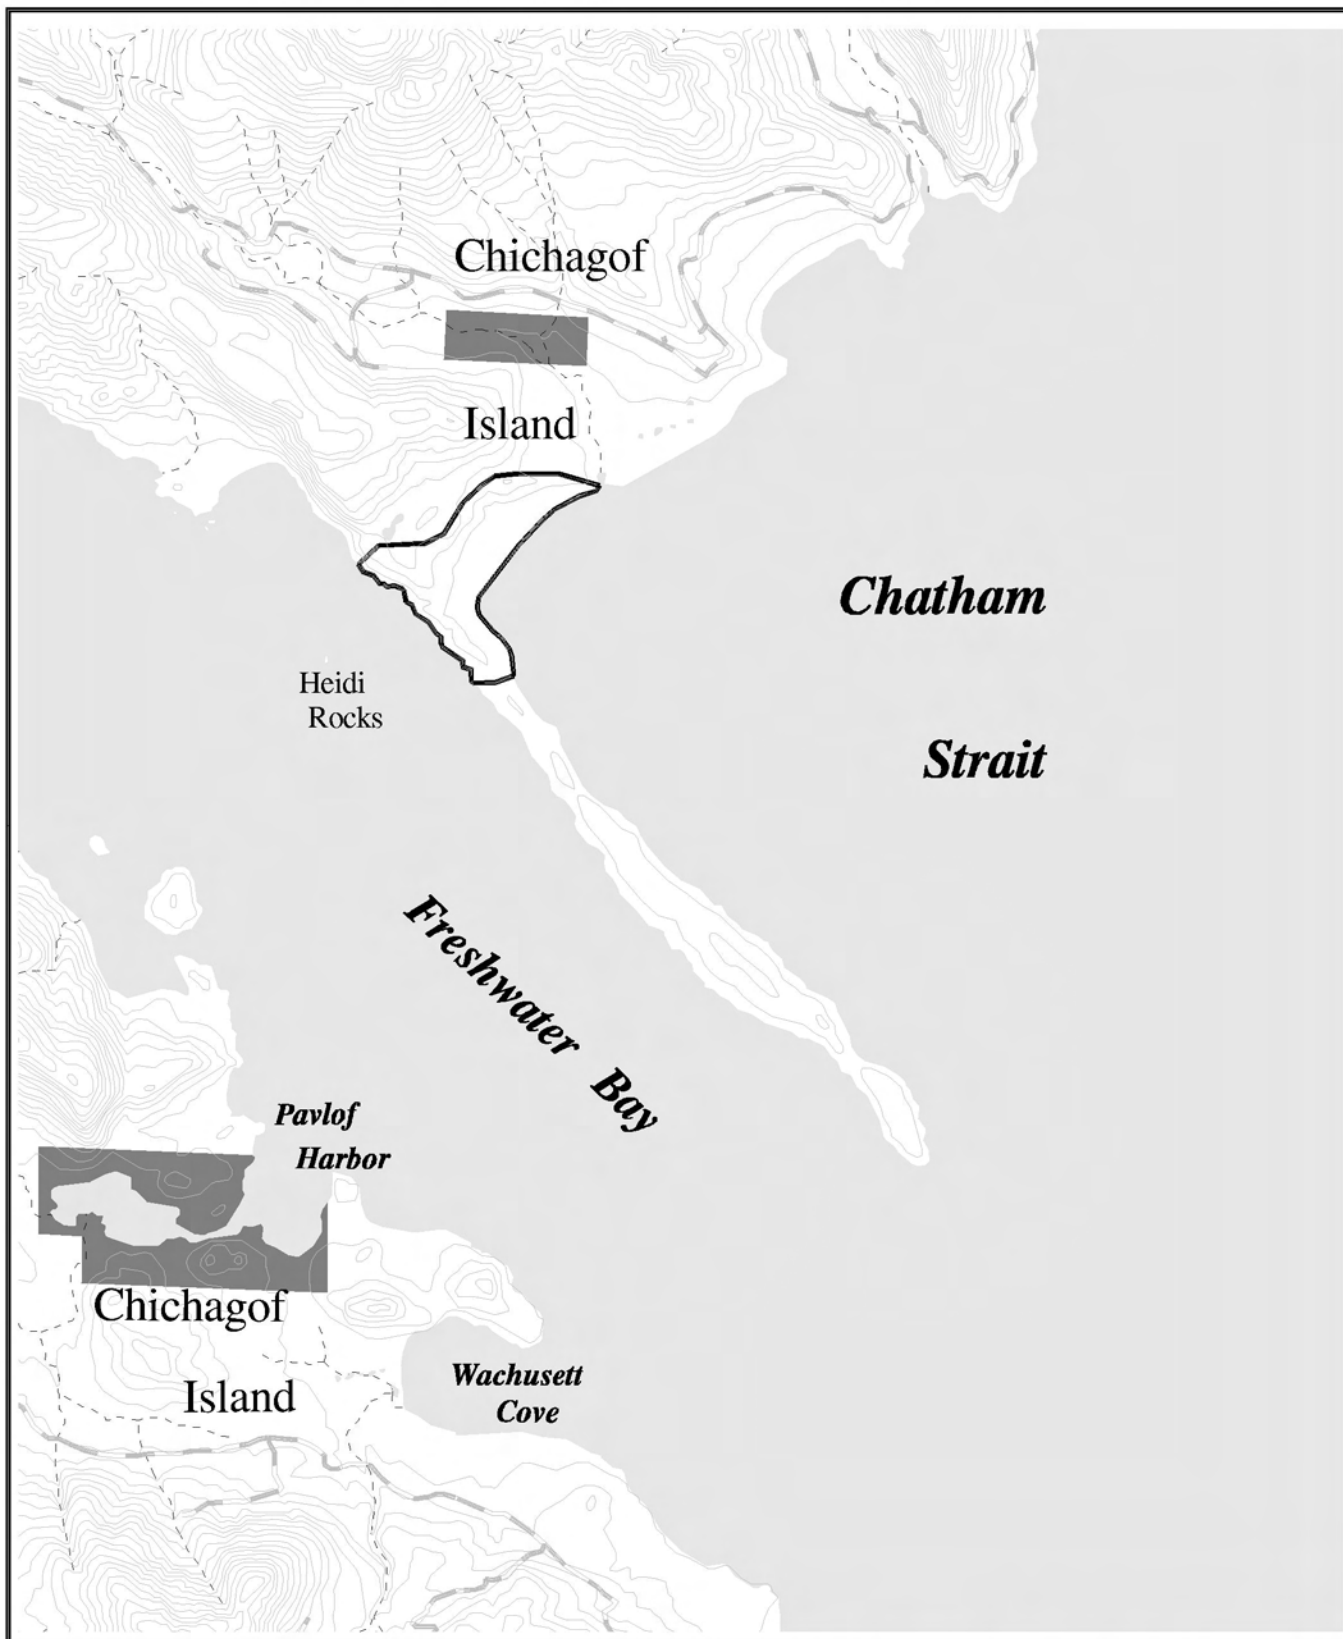 Chichagof
Island
Chatham
Strait
Heidi
Rocks
Freshwater Bay
Pavlof
Harbor
Chichagof
Island
Wachusett
Cove